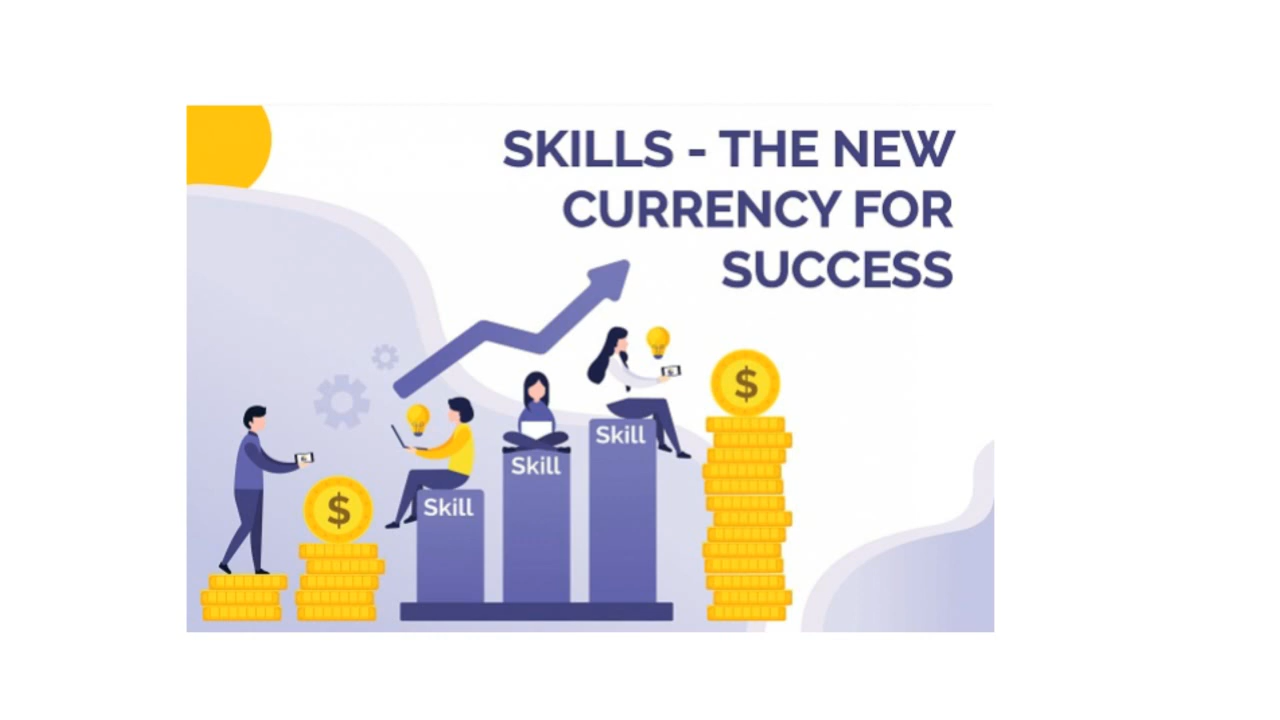 SKILLS - THE NEW
CURRENCY FOR
SUCCESS
Skill
Skill
Skill
$
$